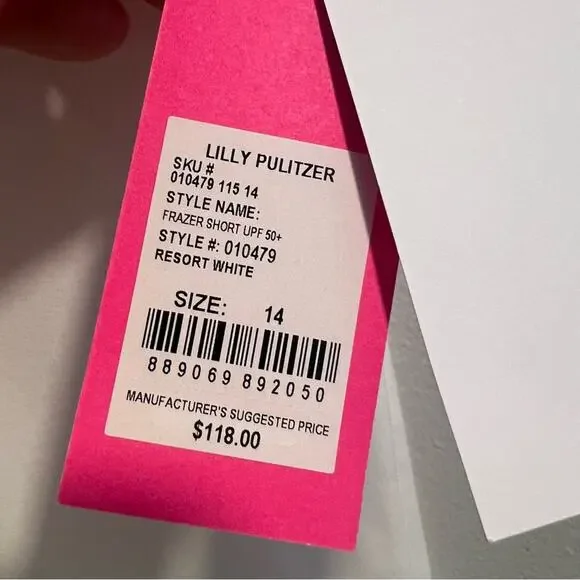 LILLY PULITZER
SKU #
010479 115 14
STYLE NAME:
FRAZER SHORT UPF 50+
STYLE #: 010479
RESORT WHITE
SIZE: 14
889069 892050
MANUFACTURER'S SUGGESTED PRICE
$118.00